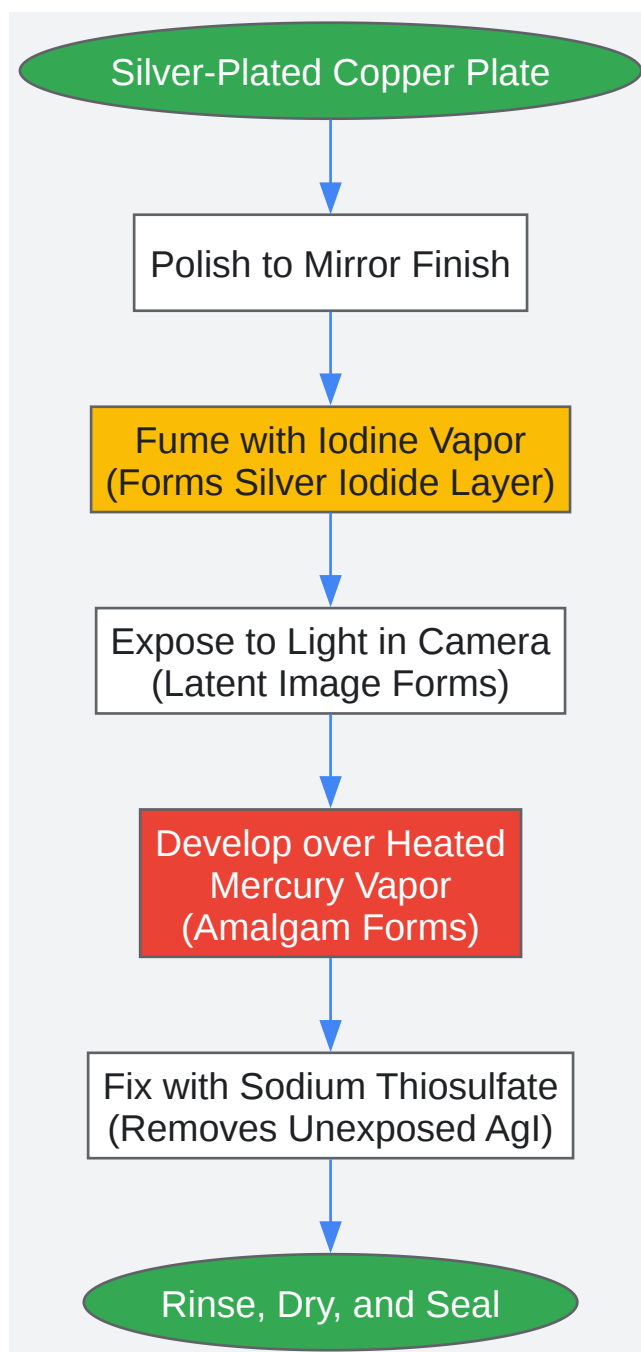 Silver-Plated Copper Plate
Polish to Mirror Finish
Fume with Iodine Vapor
(Forms Silver Iodide Layer)
Expose to Light in Camera
(Latent Image Forms)
Develop over Heated
Mercury Vapor
(Amalgam Forms)
Fix with Sodium Thiosulfate
(Removes Unexposed AgI)
Rinse, Dry, and Seal